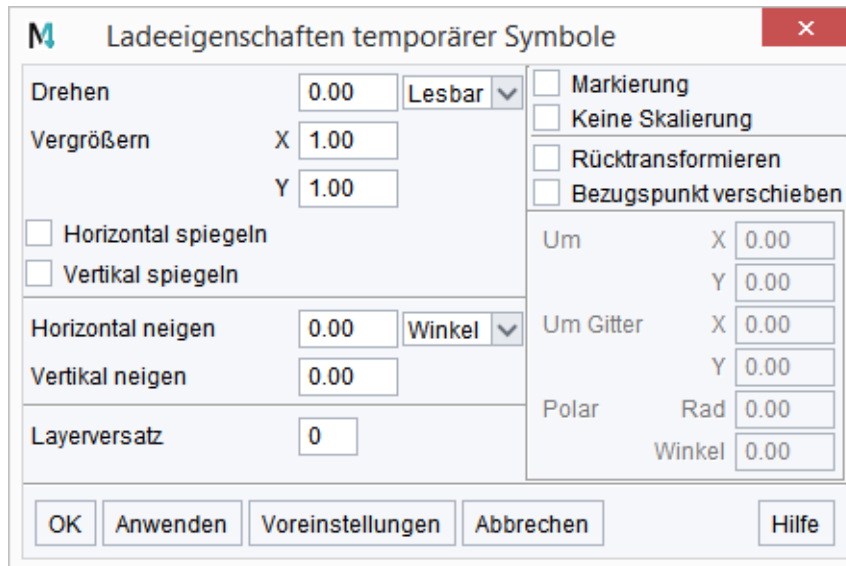 Ladeeigenschaften temporärer Symbole
Drehen 0.00 Lesbar
Vergrößern X 1.00
Y 1.00
Horizontal spiegeln
Vertikal spiegeln
Horizontal neigen 0.00 Winkel
Vertikal neigen 0.00
Layerversatz 0
Markierung
Keine Skalierung
Rücktransformieren
Bezugspunkt verschieben
Um X 0.00
Y 0.00
Um Gitter X 0.00
Y 0.00
Polar Rad 0.00
Winkel 0.00
OK Anwenden Voreinstellungen Abbrechen Hilfe